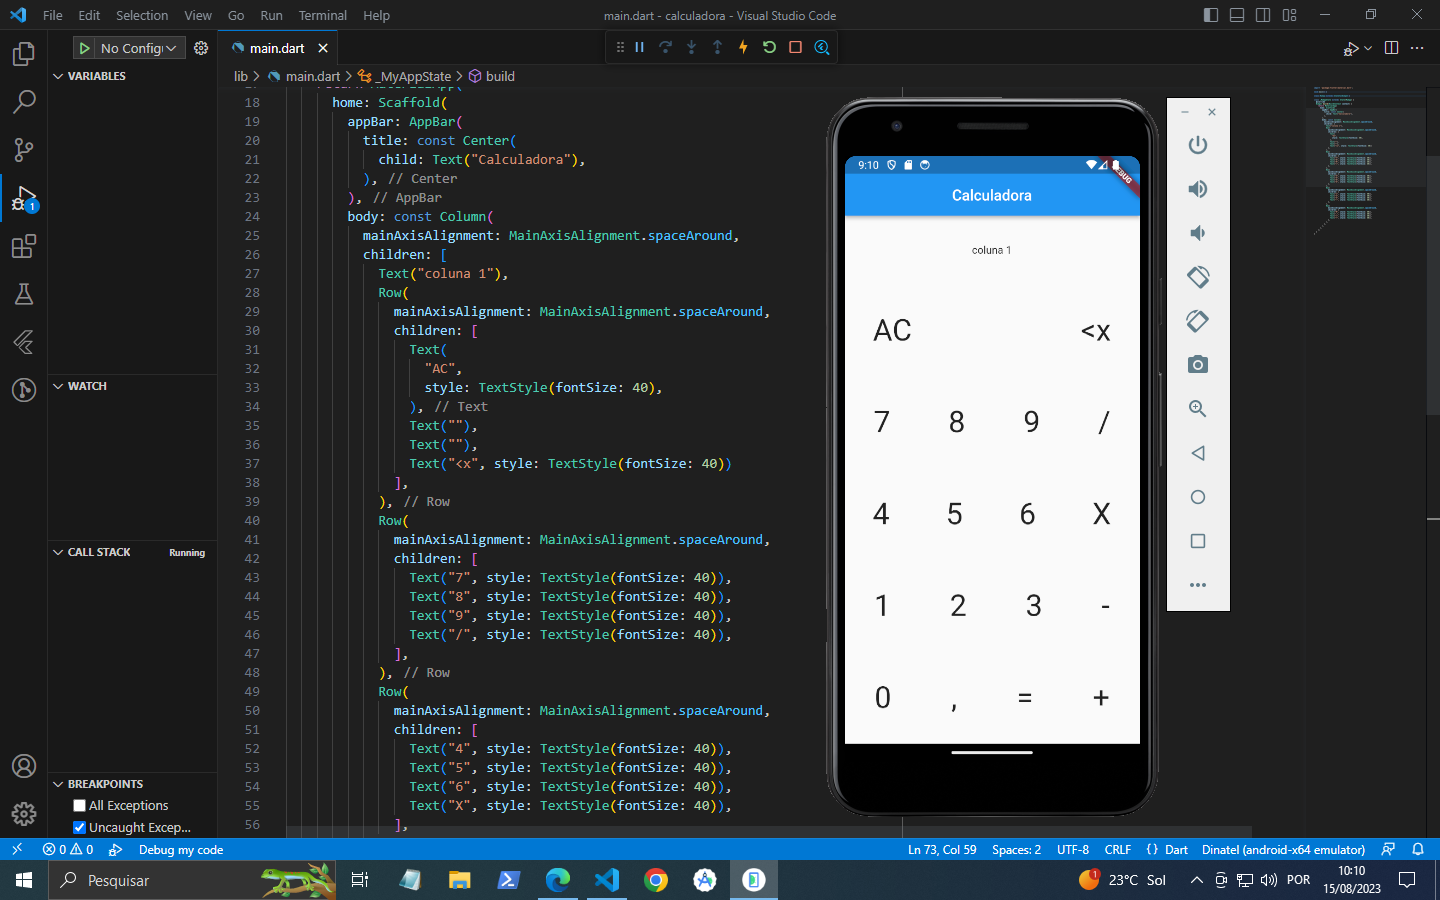 File Edit Selection View Go Run Terminal Help
main.dart - calculadora - Visual Studio Code
No Config
main.dart
lib > main.dart > _MyAppState > build
VARIABLES
WATCH
CALL STACK Running
BREAKPOINTS
All Exceptions
Uncaught Excep...
1
18 home: Scaffold(
19 appBar: AppBar(
20 title: const Center(
21 child: Text("Calculadora"),
22 ), // Center
23 ), // AppBar
24 body: const Column(
25 mainAxisAlignment: MainAxisAlignment.spaceAround,
26 children: [
27 Text("coluna 1"),
28 Row(
29 mainAxisAlignment: MainAxisAlignment.spaceAround,
30 children: [
31 Text(
32 "AC",
33 style: TextStyle(fontSize: 40),
34 ), // Text
35 Text(""),
36 Text(""),
37 Text("<x", style: TextStyle(fontSize: 40))
38 ],
39 ), // Row
40 Row(
41 mainAxisAlignment: MainAxisAlignment.spaceAround,
42 children: [
43 Text("7", style: TextStyle(fontSize: 40)),
44 Text("8", style: TextStyle(fontSize: 40)),
45 Text("9", style: TextStyle(fontSize: 40)),
46 Text("/", style: TextStyle(fontSize: 40)),
47 ],
48 ), // Row
49 Row(
50 mainAxisAlignment: MainAxisAlignment.spaceAround,
51 children: [
52 Text("4", style: TextStyle(fontSize: 40)),
53 Text("5", style: TextStyle(fontSize: 40)),
54 Text("6", style: TextStyle(fontSize: 40)),
55 Text("X", style: TextStyle(fontSize: 40)),
56 ],
9:10
DEBUG
Calculadora
coluna 1
AC <x
7 8 9 /
4 5 6 X
1 2 3 -
0 , = +
0 0 Debug my code
Ln 73, Col 59 Spaces: 2 UTF-8 CRLF {} Dart Dinatel (android-x64 emulator)
Pesquisar
1 23°C Sol
POR
10:10
15/08/2023